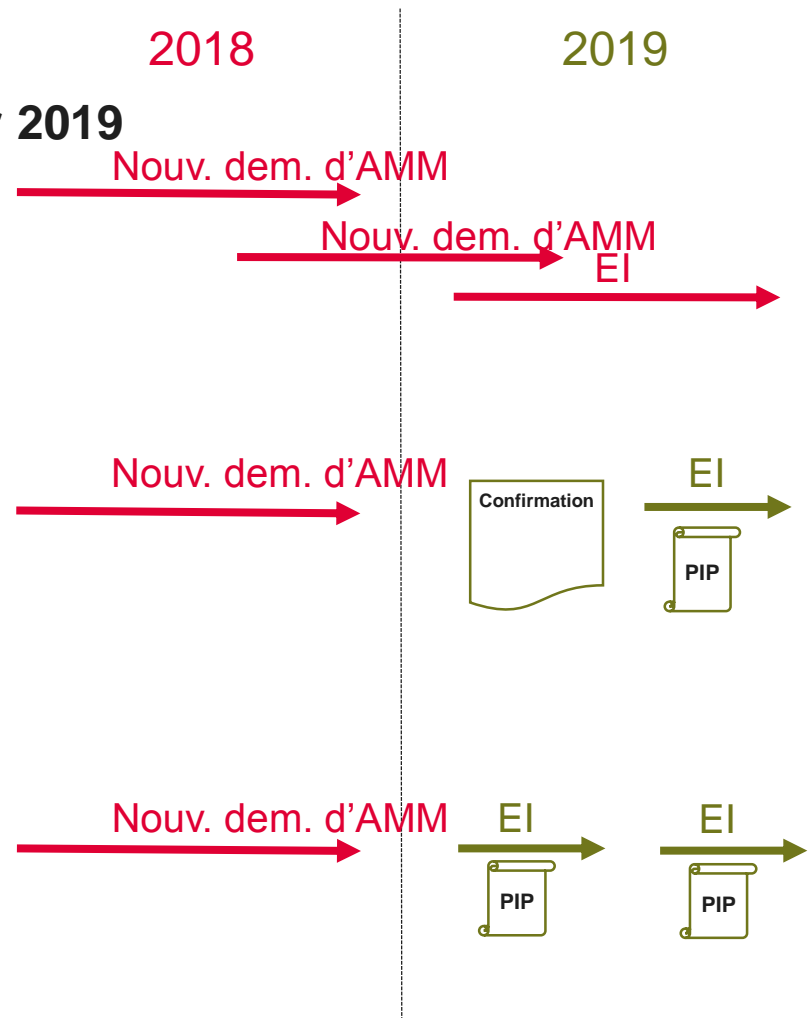 2018 2019
2019
Nouv. dem. d’AMM
Nouv. dem. d’AMM
EI
Nouv. dem. d’AMM
Confirmation
EI
PIP
Nouv. dem. d’AMM
EI
EI
PIP
PIP